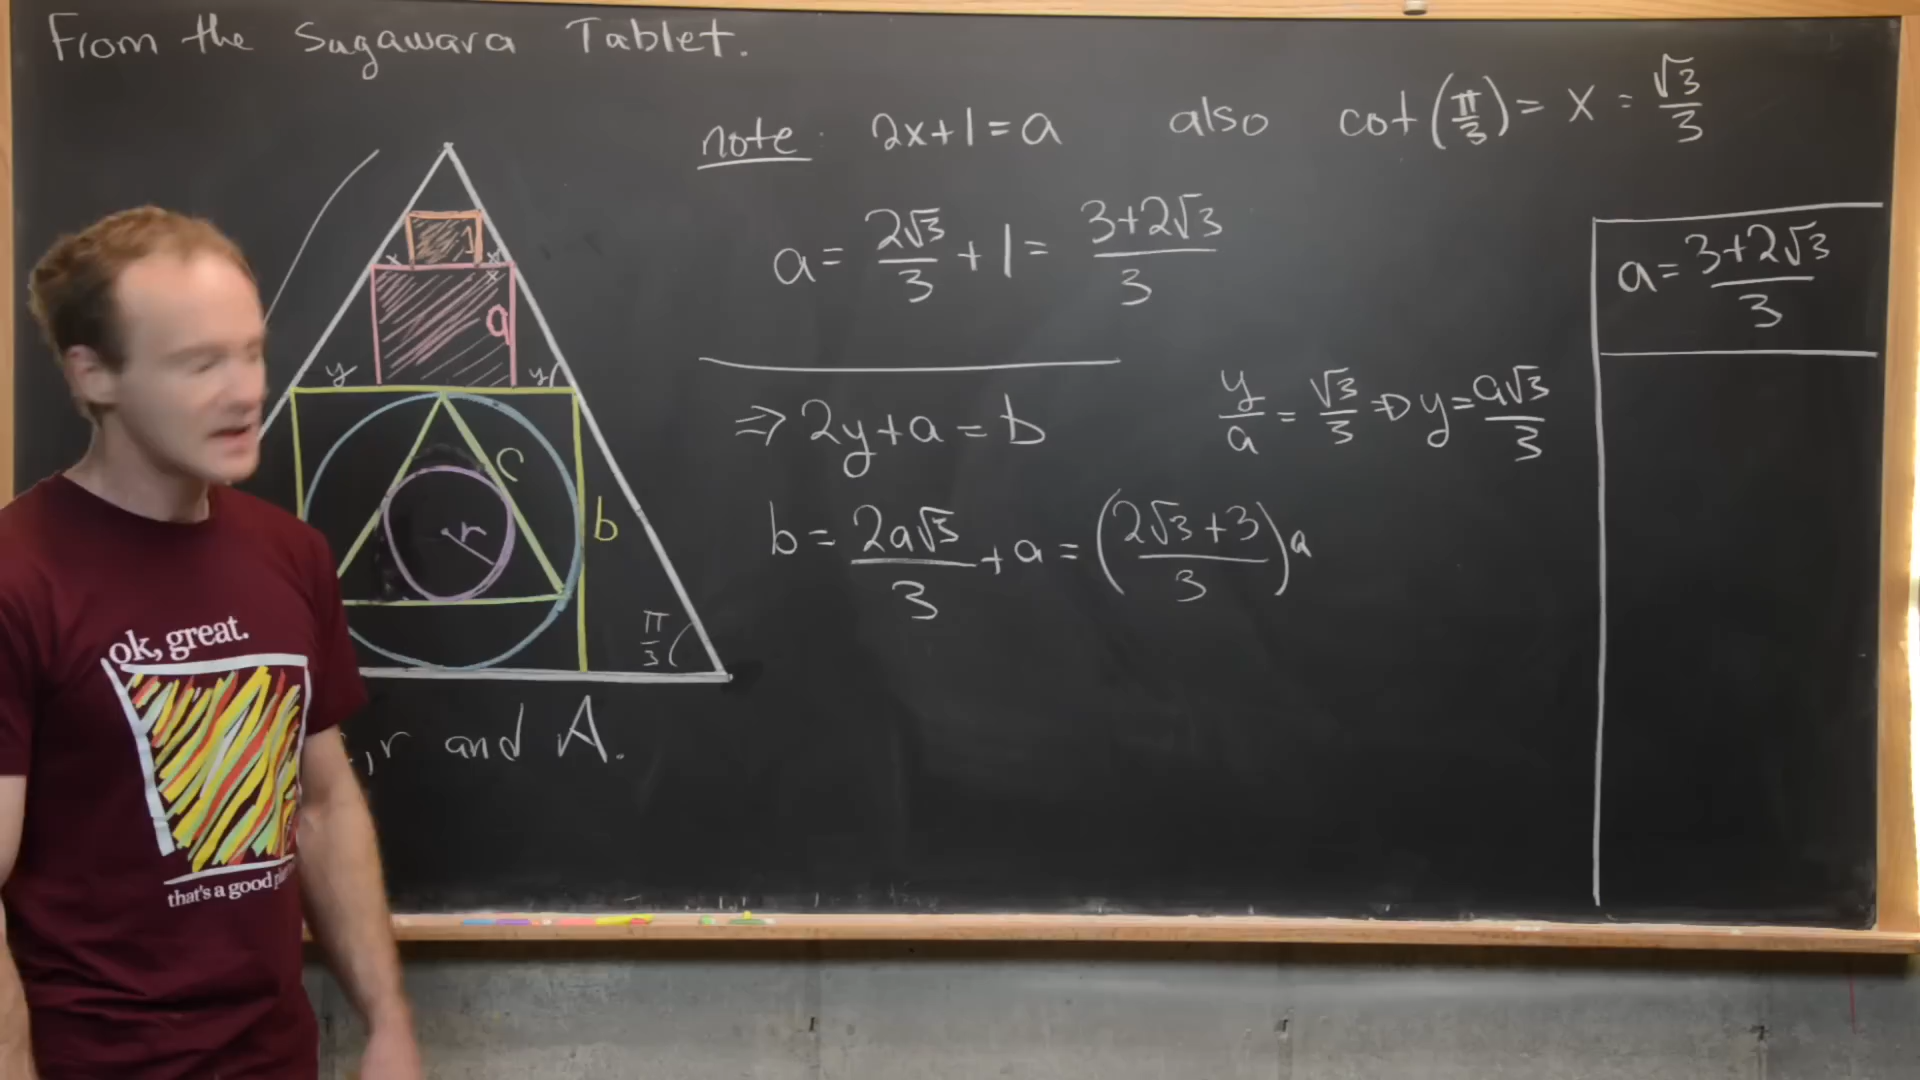 From the Sugawara Tablet.
note: 2x+1=a also cot(π/3)= x = √3/3
a= 2√3/3 +1= 3+2√3/3
a= 3+2√3/3
⇒ 2y+a=b y/a = √3/3 ⇒ y= a√3/3
b= 2a√3/3 +a= (2√3+3/3)a
1
x x
x
a
y y
c
r
b
π/3
,r and A.
ok, great.
that's a good